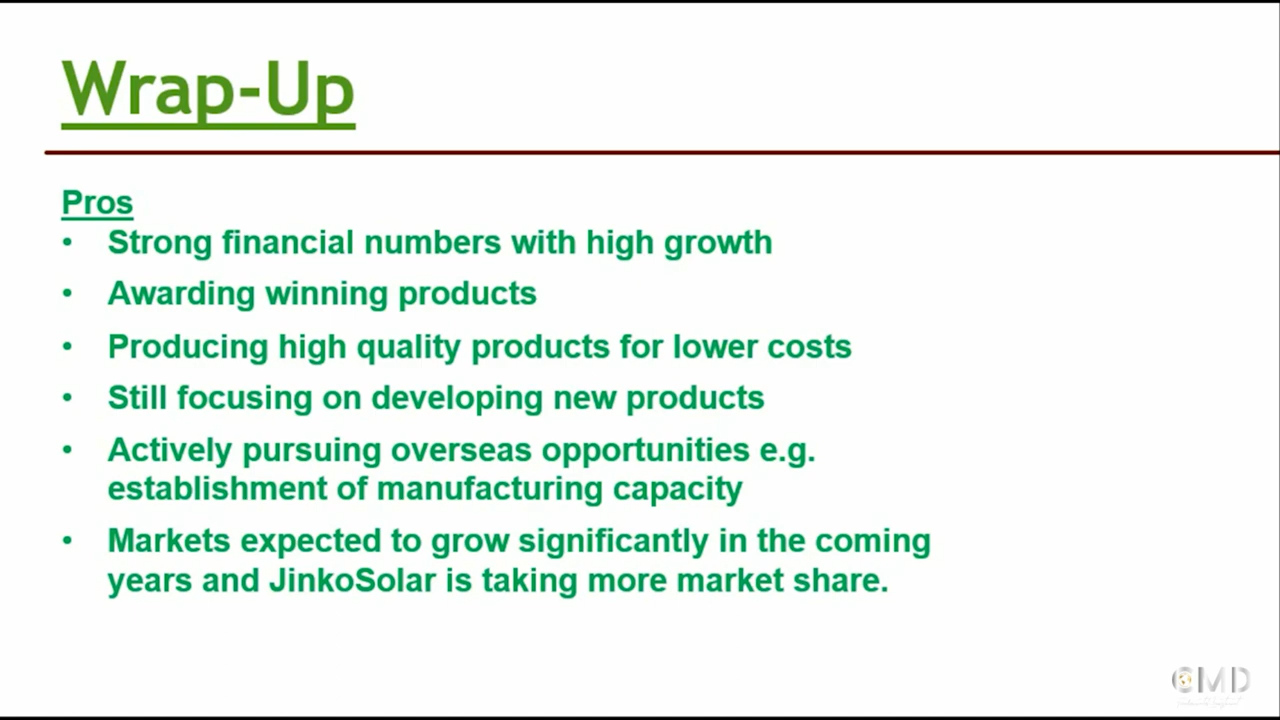 Wrap-Up
Pros
• Strong financial numbers with high growth
• Awarding winning products
• Producing high quality products for lower costs
• Still focusing on developing new products
• Actively pursuing overseas opportunities e.g.
establishment of manufacturing capacity
• Markets expected to grow significantly in the coming
years and JinkoSolar is taking more market share.
CMD